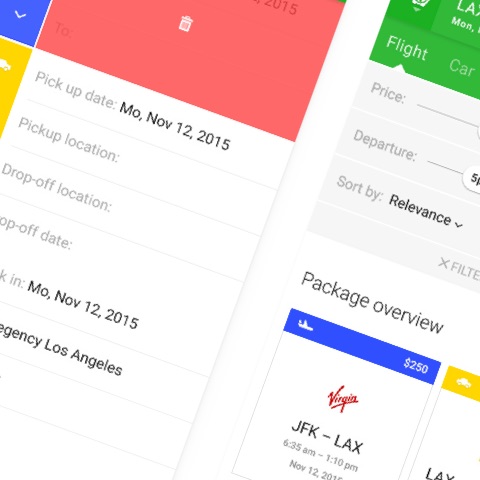 2015
To:
Pick up date: Mo, Nov 12, 2015
Pickup location:
Drop-off location:
op-off date:
k in: Mo, Nov 12, 2015
egency Los Angeles
LAX
Mon,
Flight Car
Price:
Departure: 5p
Sort by: Relevance
FILTE
Package overview
$250
Virgin
JFK – LAX
6:35 am – 1:10 pm
Nov 12, 2015
LAX